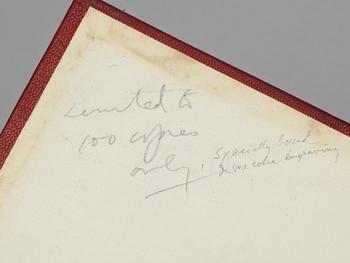 Limited to
100 copies
only,
Specially bound
& one extra engraving